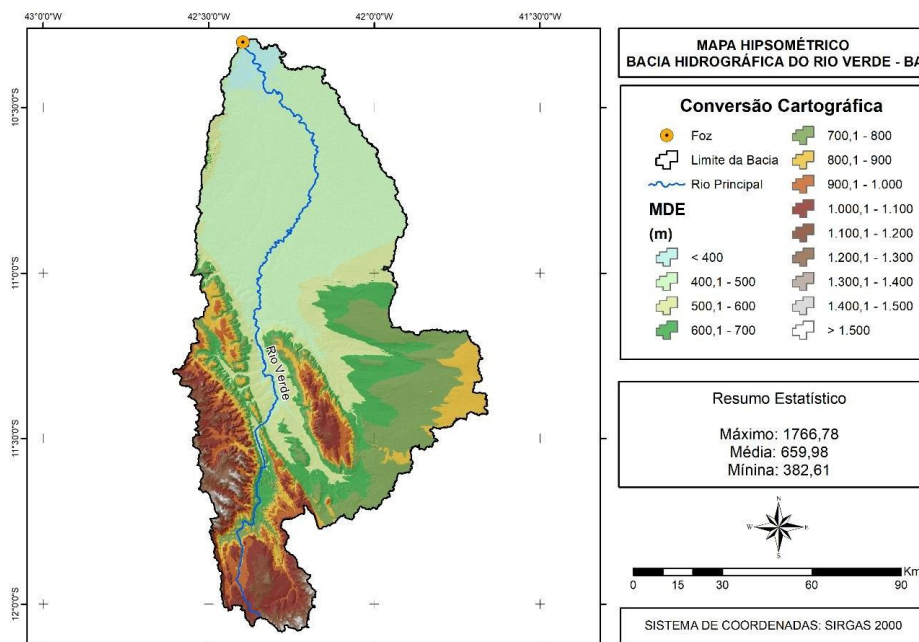 43°0'0"O 42°30'0"O 42°0'0"O 41°30'0"O
10°30'0"S
11°0'0"S
11°30'0"S
12°0'0"S
Rio Verde
MAPA HIPSOMÉTRICO
BACIA HIDROGRÁFICA DO RIO VERDE - BA
Conversão Cartográfica
Foz
Limite da Bacia
Rio Principal
MDE
(m)
< 400
400,1 - 500
500,1 - 600
600,1 - 700
700,1 - 800
800,1 - 900
900,1 - 1.000
1.000,1 - 1.100
1.100,1 - 1.200
1.200,1 - 1.300
1.300,1 - 1.400
1.400,1 - 1.500
> 1.500
Resumo Estatístico
Máximo: 1766,78
Média: 659,98
Mínina: 382,61
N
W E
S
Km
0 15 30 60 90
SISTEMA DE COORDENADAS: SIRGAS 2000